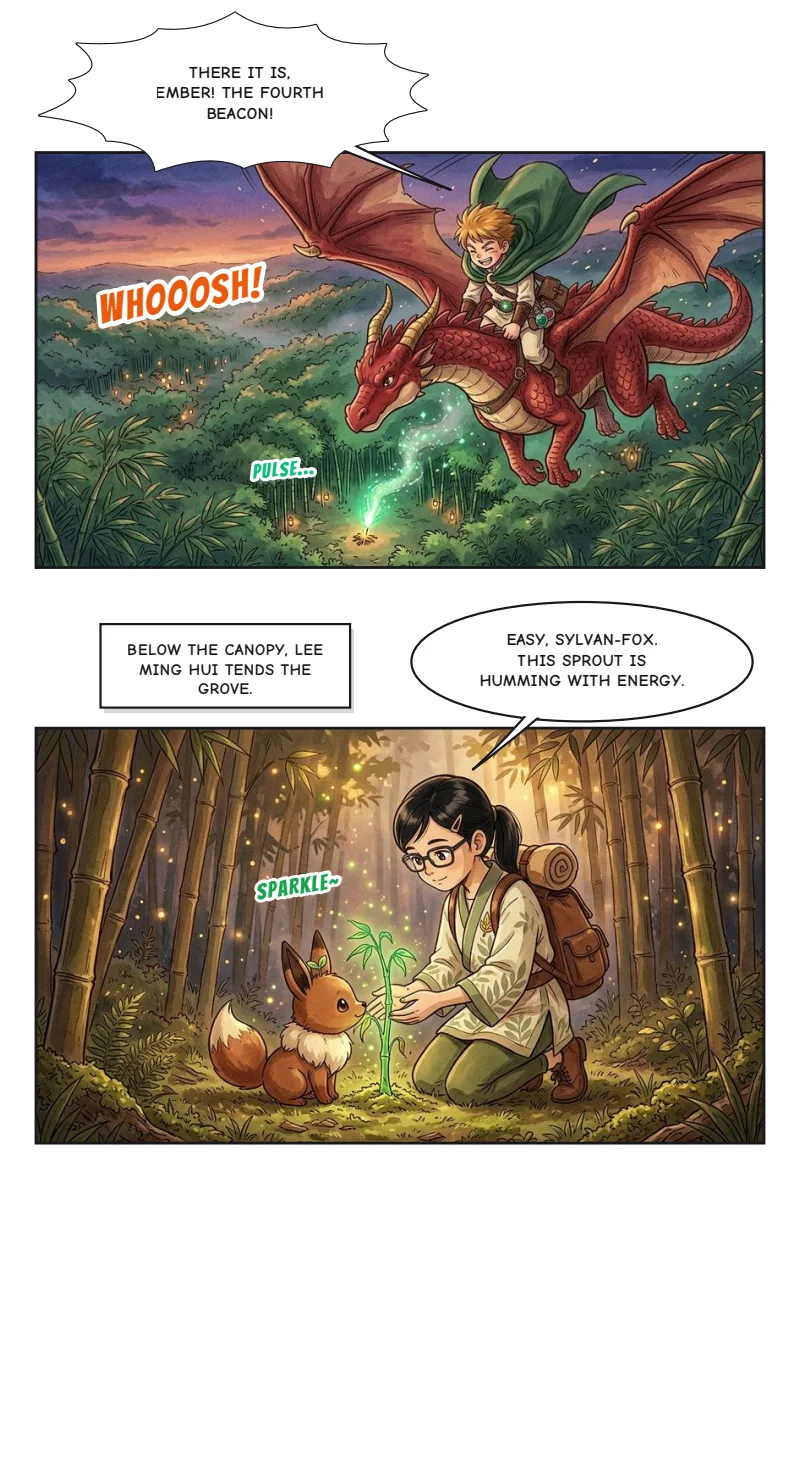 THERE IT IS,
EMBER! THE FOURTH
BEACON!
WHOOOSH!
PULSE...
BELOW THE CANOPY, LEE
MING HUI TENDS THE
GROVE.
EASY, SYLVAN-FOX.
THIS SPROUT IS
HUMMING WITH ENERGY.
SPARKLE~